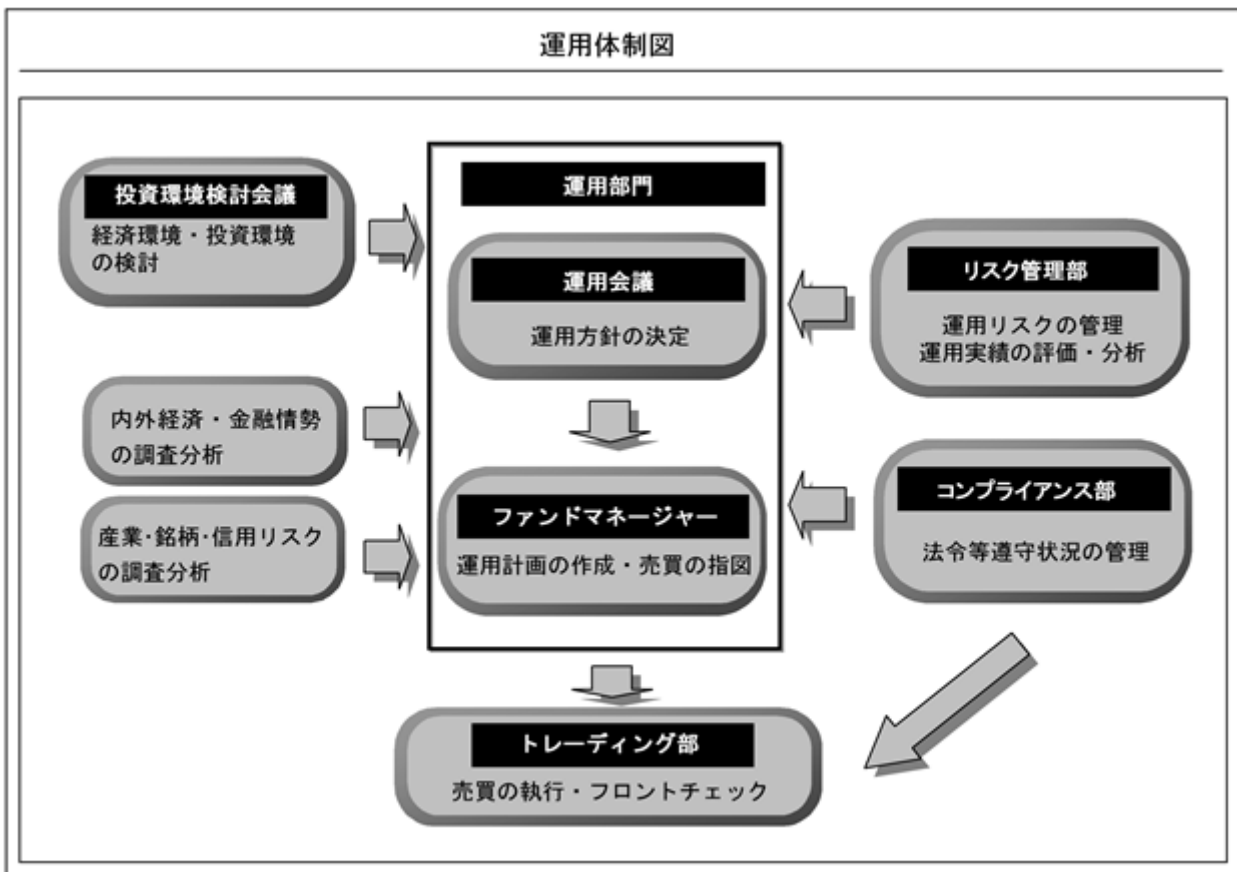 運用体制図
投資環境検討会議
経済環境・投資環境
の検討
内外経済・金融情勢
の調査分析
産業・銘柄・信用リスク
の調査分析
運用部門
運用会議
運用方針の決定
ファンドマネージャー
運用計画の作成・売買の指図
リスク管理部
運用リスクの管理
運用実績の評価・分析
コンプライアンス部
法令等遵守状況の管理
トレーディング部
売買の執行・フロントチェック